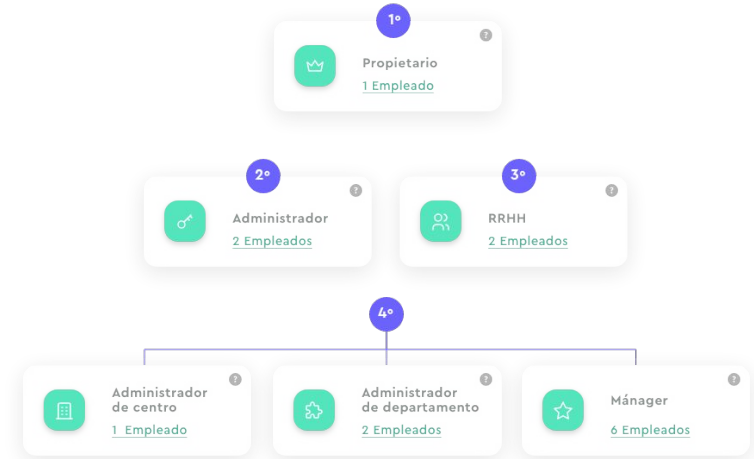 1º
?
Propietario
1 Empleado
2º
?
Administrador
2 Empleados
3º
?
RRHH
2 Empleados
4º
?
Administrador
de centro
1 Empleado
?
Administrador
de departamento
2 Empleados
?
Mánager
6 Empleados